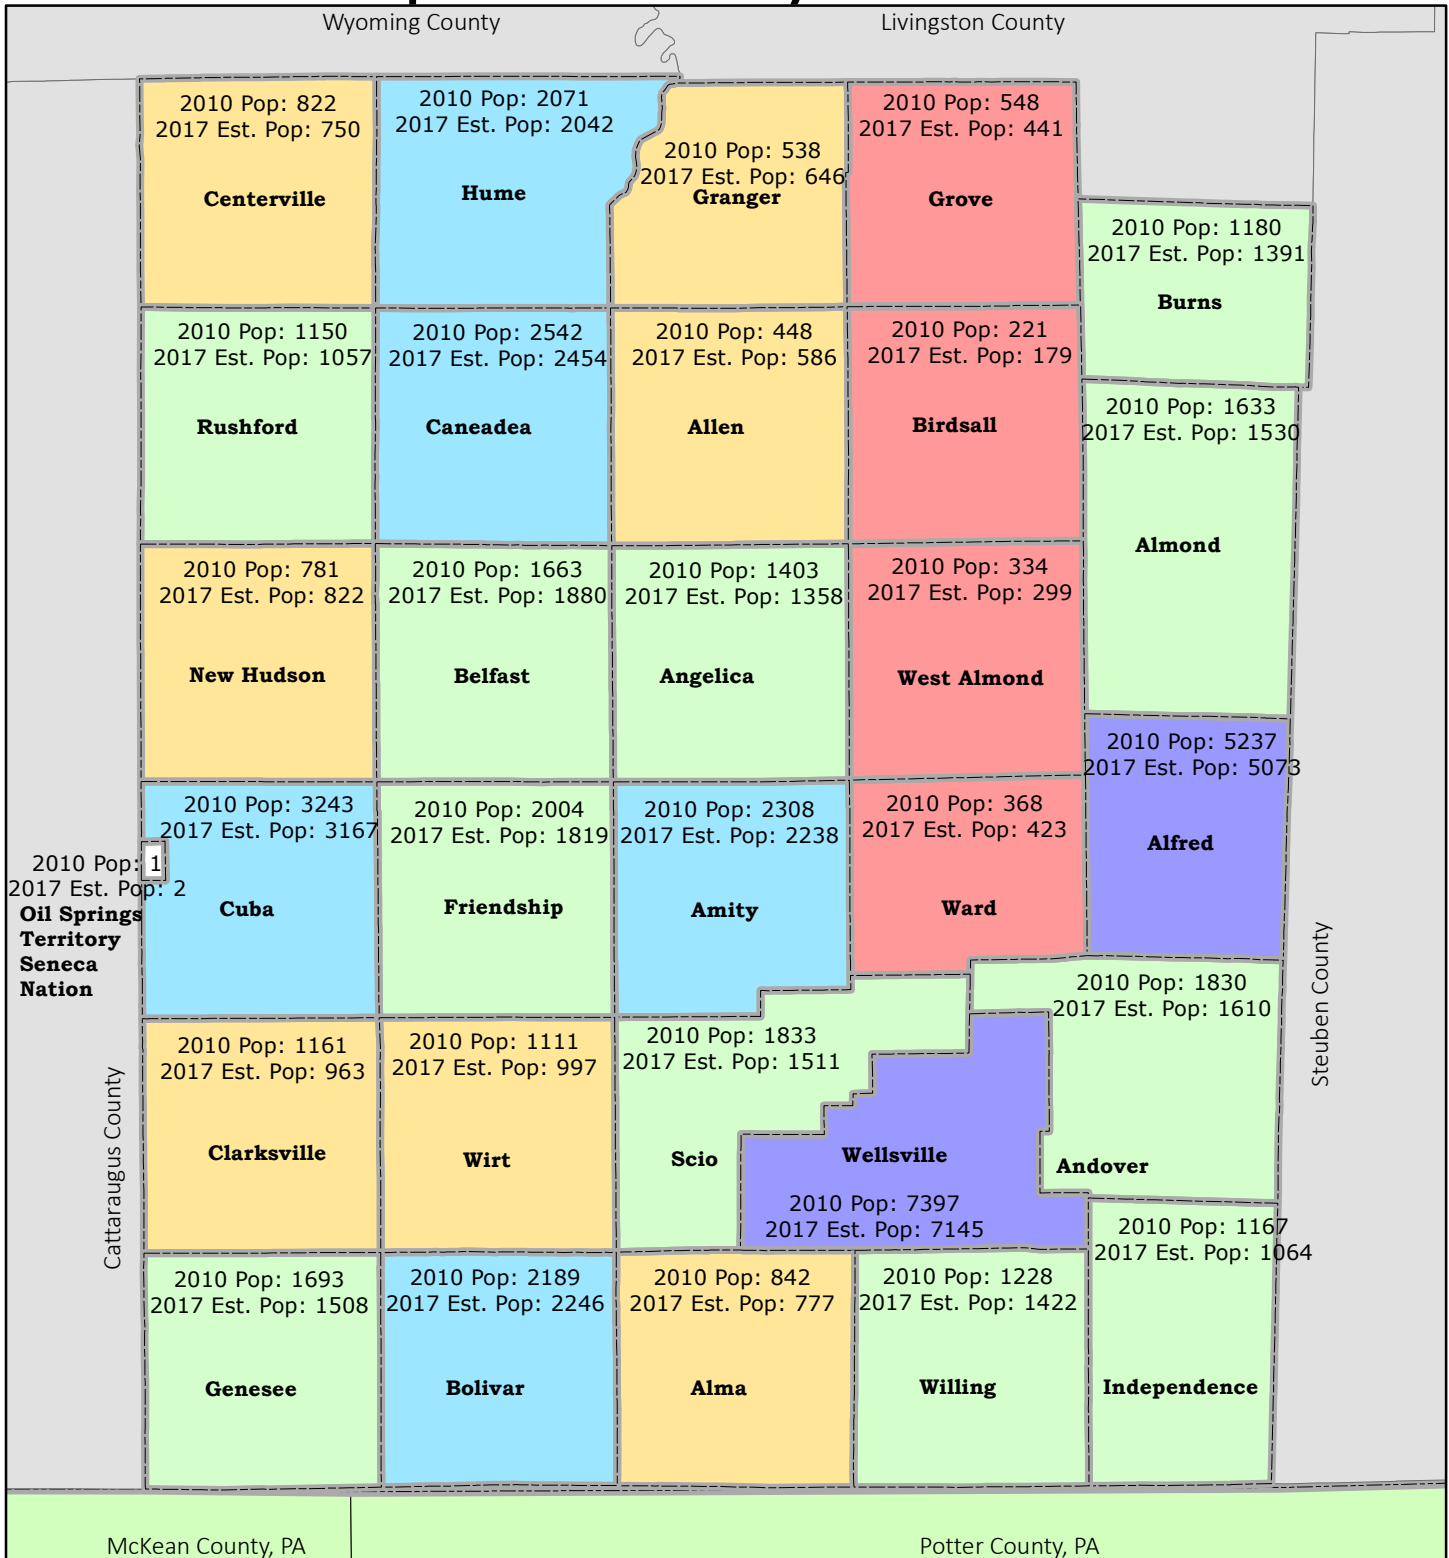 Wyoming County
Livingston County
2010 Pop: 822
2017 Est. Pop: 750
Centerville
2010 Pop: 2071
2017 Est. Pop: 2042
Hume
2010 Pop: 538
2017 Est. Pop: 646
Granger
2010 Pop: 548
2017 Est. Pop: 441
Grove
2010 Pop: 1180
2017 Est. Pop: 1391
Burns
2010 Pop: 1150
2017 Est. Pop: 1057
Rushford
2010 Pop: 2542
2017 Est. Pop: 2454
Caneadea
2010 Pop: 448
2017 Est. Pop: 586
Allen
2010 Pop: 221
2017 Est. Pop: 179
Birdsall
2010 Pop: 1633
2017 Est. Pop: 1530
Almond
2010 Pop: 781
2017 Est. Pop: 822
New Hudson
2010 Pop: 1663
2017 Est. Pop: 1880
Belfast
2010 Pop: 1403
2017 Est. Pop: 1358
Angelica
2010 Pop: 334
2017 Est. Pop: 299
West Almond
2010 Pop: 5237
2017 Est. Pop: 5073
Alfred
2010 Pop: 3243
2017 Est. Pop: 3167
Cuba
2010 Pop: 1
2017 Est. Pop: 2
Oil Springs
Territory
Seneca
Nation
2010 Pop: 2004
2017 Est. Pop: 1819
Friendship
2010 Pop: 2308
2017 Est. Pop: 2238
Amity
2010 Pop: 368
2017 Est. Pop: 423
Ward
2010 Pop: 1830
2017 Est. Pop: 1610
Andover
Steuben County
Cattaraugus County
2010 Pop: 1161
2017 Est. Pop: 963
Clarksville
2010 Pop: 1111
2017 Est. Pop: 997
Wirt
2010 Pop: 1833
2017 Est. Pop: 1511
Scio
Wellsville
2010 Pop: 7397
2017 Est. Pop: 7145
2010 Pop: 1693
2017 Est. Pop: 1508
Genesee
2010 Pop: 2189
2017 Est. Pop: 2246
Bolivar
2010 Pop: 842
2017 Est. Pop: 777
Alma
2010 Pop: 1228
2017 Est. Pop: 1422
Willing
2010 Pop: 1167
2017 Est. Pop: 1064
Independence
McKean County, PA
Potter County, PA